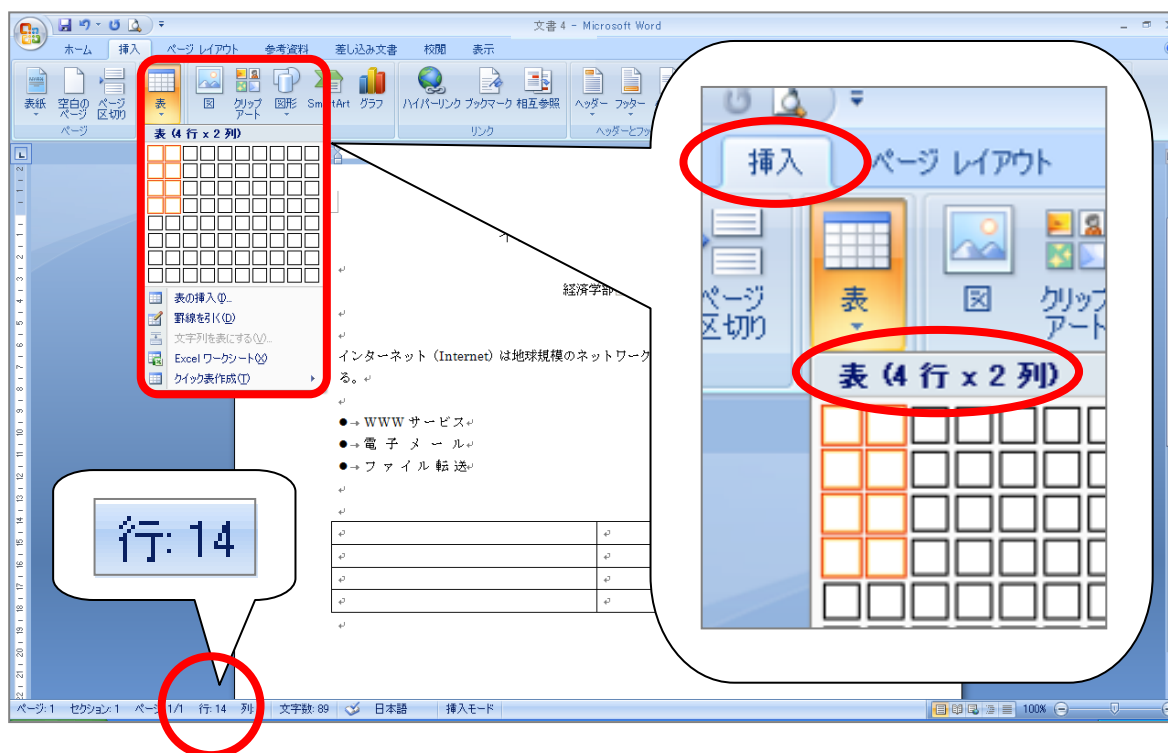 文書 4 - Microsoft Word
ホーム 挿入 ページ レイアウト 参考資料 差し込み文書 校閲 表示
表紙 空白の ページ ページ 区切り 表 図 クリップ アート 図形 SmartArt グラフ ハイパーリンク ブックマーク 相互参照 ヘッダー フッター
ページ リンク
表 (4 行 x 2 列)
表の挿入(I)...
罫線を引く(D)
文字列を表にする(V)...
Excel ワークシート(X)
クイック表作成(T)
経済学部
インターネット（Internet）は地球規模のネットワーク
る。
●→WWW サービス
●→電 子 メ ー ル
●→フ ァ イ ル 転 送
行: 14
挿入 ページ レイアウト
ページ
区切り
表
図
クリップ
アート
表 (4 行 x 2 列)
ページ: 1 セクション: 1 ページ: 1/1 行: 14 列: 文字数: 89 日本語 挿入モード 100%